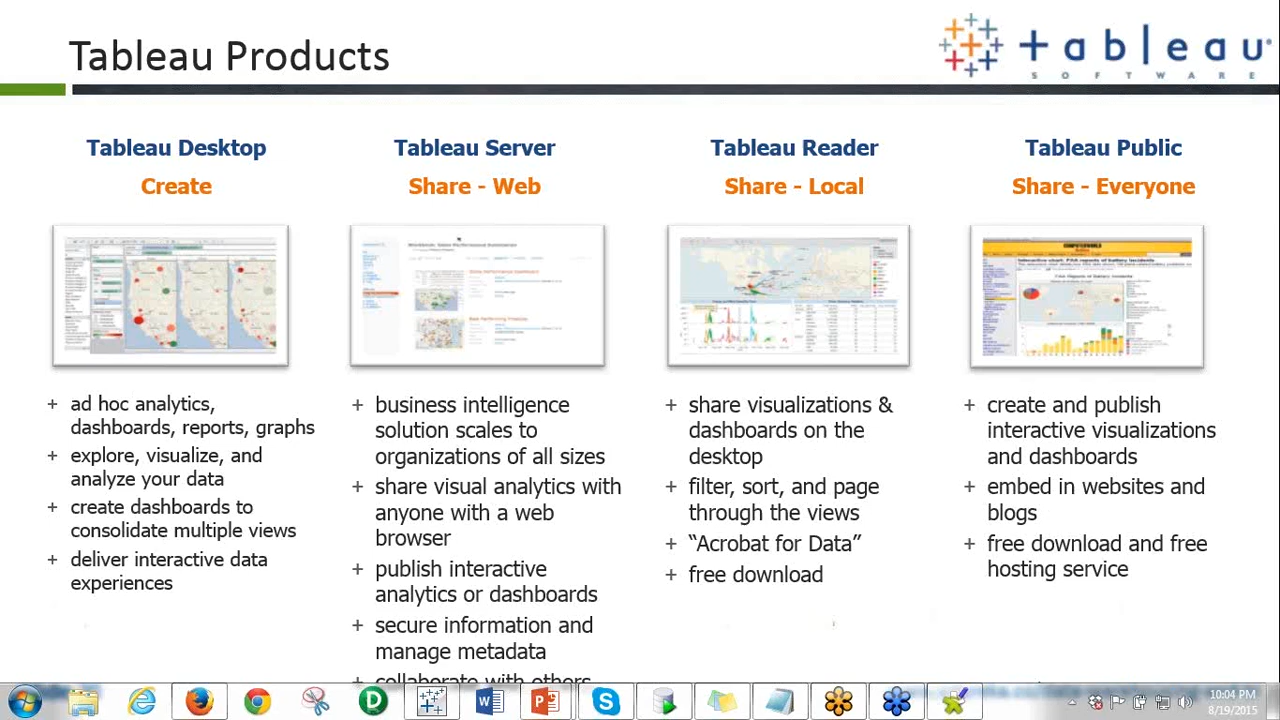 Tableau Products
+ a b l e a u
S O F T W A R E
Tableau Desktop
Create
+ ad hoc analytics,
dashboards, reports, graphs
+ explore, visualize, and
analyze your data
+ create dashboards to
consolidate multiple views
+ deliver interactive data
experiences
Tableau Server
Share - Web
+ business intelligence
solution scales to
organizations of all sizes
+ share visual analytics with
anyone with a web
browser
+ publish interactive
analytics or dashboards
+ secure information and
manage metadata
collaborate with others
Tableau Reader
Share - Local
+ share visualizations &
dashboards on the
desktop
+ filter, sort, and page
through the views
+ “Acrobat for Data”
+ free download
Tableau Public
Share - Everyone
COMPUTERWORLD
+ create and publish
interactive visualizations
and dashboards
+ embed in websites and
blogs
+ free download and free
hosting service
10:04 PM
8/19/2015